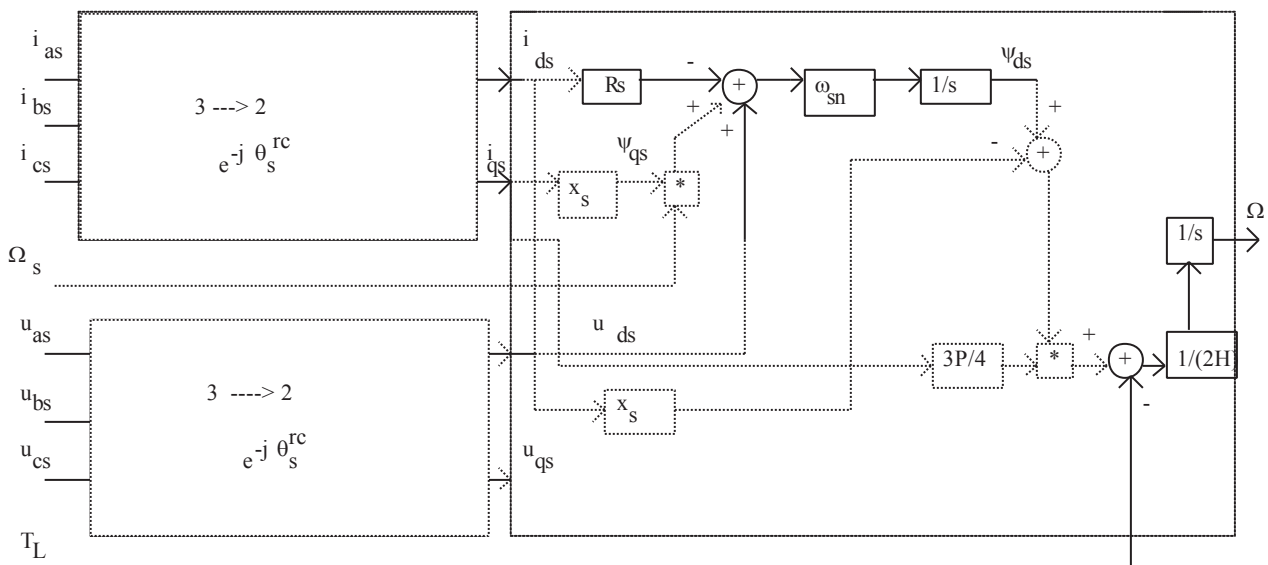 i as
i bs
i cs
3 ---> 2
e -j θ s rc
i ds
i qs
Rs
-
+
+
+
ω sn
1/s
ψ ds
+
-
+
x s
ψ qs
*
Ω s
1/s
Ω
u as
u bs
u cs
3 ----> 2
e -j θ s rc
u ds
u qs
x s
3P/4
*
+
+
-
1/(2H)
T L